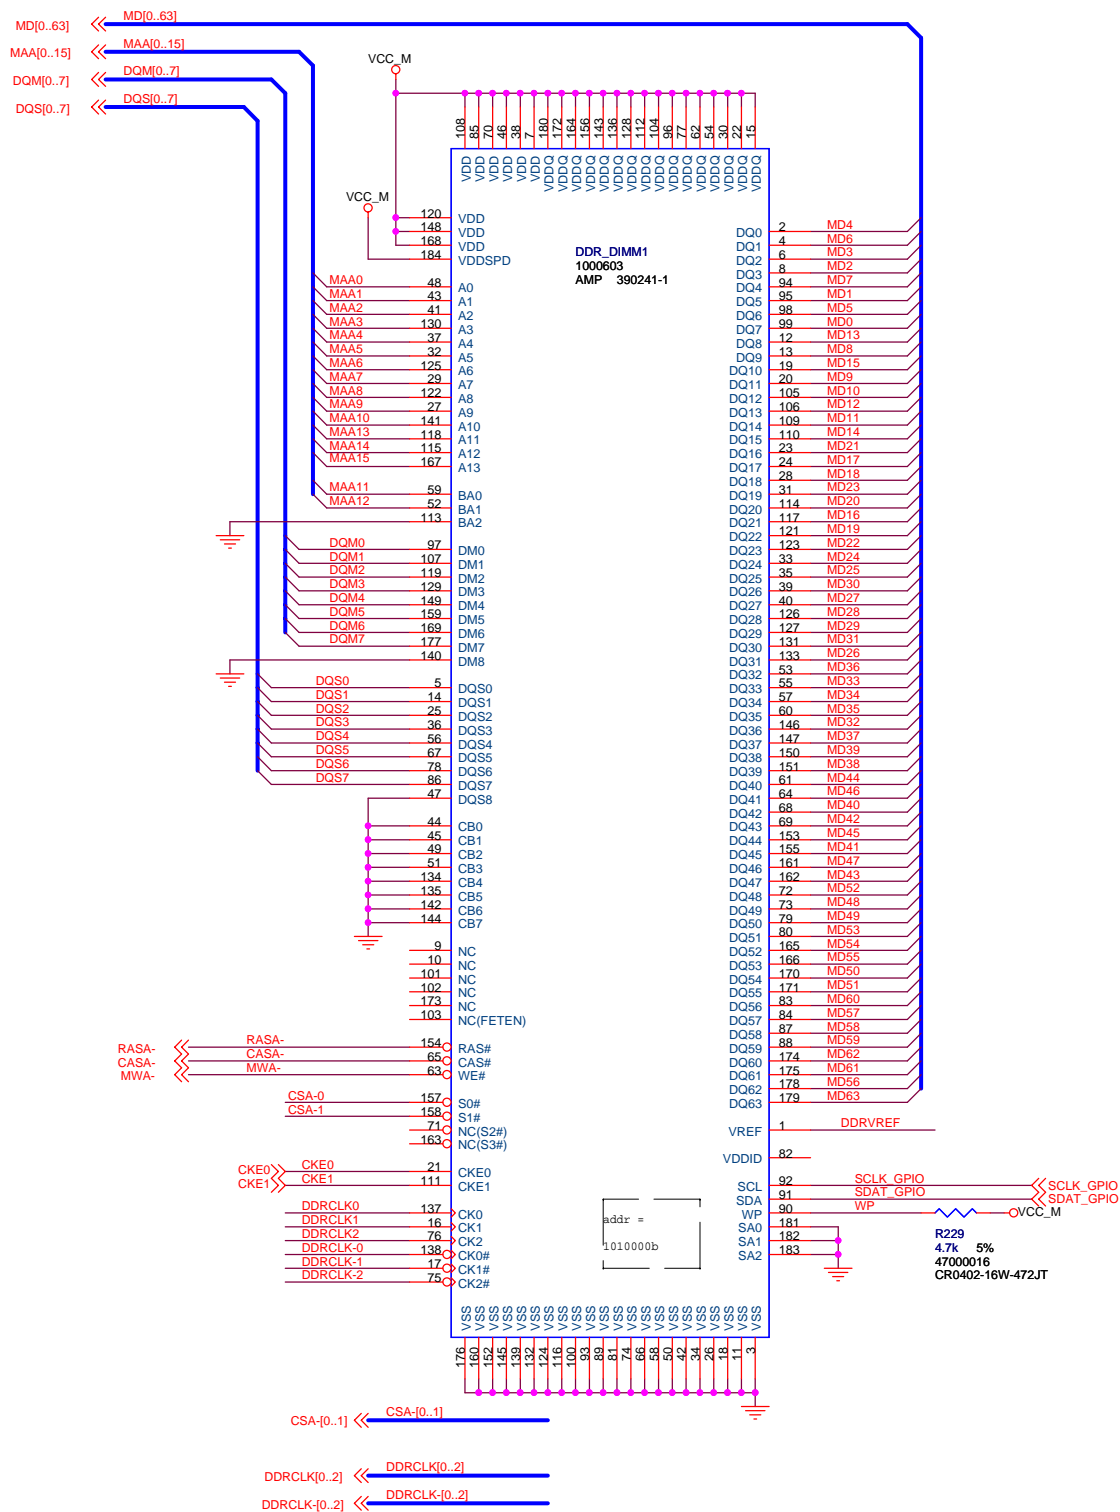 MD[0..63] MD[0..63]
MAA[0..15] MAA[0..15]
DQM[0..7] DQM[0..7]
DQS[0..7] DQS[0..7]
VCC_M
108 85 70 46 38 7 180 172 164 156 143 136 128 112 104 96 77 62 54 30 22 15
VDD VDD VDD VDD VDD VDD VDDQ VDDQ VDDQ VDDQ VDDQ VDDQ VDDQ VDDQ VDDQ VDDQ VDDQ VDDQ VDDQ VDDQ VDDQ VDDQ
VCC_M
120 VDD
148 VDD
168 VDD
184 VDDSPD
DDR_DIMM1
1000603
AMP 390241-1
MAA0 48 A0
MAA1 43 A1
MAA2 41 A2
MAA3 130 A3
MAA4 37 A4
MAA5 32 A5
MAA6 125 A6
MAA7 29 A7
MAA8 122 A8
MAA9 27 A9
MAA10 141 A10
MAA13 118 A11
MAA14 115 A12
MAA15 167 A13
MAA11 59 BA0
MAA12 52 BA1
113 BA2
DQM0 97 DM0
DQM1 107 DM1
DQM2 119 DM2
DQM3 129 DM3
DQM4 149 DM4
DQM5 159 DM5
DQM6 169 DM6
DQM7 177 DM7
140 DM8
DQS0 5 DQS0
DQS1 14 DQS1
DQS2 25 DQS2
DQS3 36 DQS3
DQS4 56 DQS4
DQS5 67 DQS5
DQS6 78 DQS6
DQS7 86 DQS7
47 DQS8
44 CB0
45 CB1
49 CB2
51 CB3
134 CB4
135 CB5
142 CB6
144 CB7
9 NC
10 NC
101 NC
102 NC
173 NC
103 NC(FETEN)
RASA- RASA- 154 RAS#
CASA- CASA- 65 CAS#
MWA- MWA- 63 WE#
CSA-0 157 S0#
CSA-1 158 S1#
71 NC(S2#)
163 NC(S3#)
CKE0 CKE0 21 CKE0
CKE1 CKE1 111 CKE1
DDRCLK0 137 CK0
DDRCLK1 16 CK1
DDRCLK2 76 CK2
DDRCLK-0 138 CK0#
DDRCLK-1 17 CK1#
DDRCLK-2 75 CK2#
DQ0 2 MD4
DQ1 4 MD6
DQ2 6 MD3
DQ3 8 MD2
DQ4 94 MD7
DQ5 95 MD1
DQ6 98 MD5
DQ7 99 MD0
DQ8 12 MD13
DQ9 13 MD8
DQ10 19 MD15
DQ11 20 MD9
DQ12 105 MD10
DQ13 106 MD12
DQ14 109 MD11
DQ15 110 MD14
DQ16 23 MD21
DQ17 24 MD17
DQ18 28 MD18
DQ19 31 MD23
DQ20 114 MD20
DQ21 117 MD16
DQ22 121 MD19
DQ23 123 MD22
DQ24 33 MD24
DQ25 35 MD25
DQ26 39 MD30
DQ27 40 MD27
DQ28 126 MD28
DQ29 127 MD29
DQ30 131 MD31
DQ31 133 MD26
DQ32 53 MD36
DQ33 55 MD33
DQ34 57 MD34
DQ35 60 MD35
DQ36 146 MD32
DQ37 147 MD37
DQ38 150 MD39
DQ39 151 MD38
DQ40 61 MD44
DQ41 64 MD46
DQ42 68 MD40
DQ43 69 MD42
DQ44 153 MD45
DQ45 155 MD41
DQ46 161 MD47
DQ47 162 MD43
DQ48 72 MD52
DQ49 73 MD48
DQ50 79 MD49
DQ51 80 MD53
DQ52 165 MD54
DQ53 166 MD55
DQ54 170 MD50
DQ55 171 MD51
DQ56 83 MD60
DQ57 84 MD57
DQ58 87 MD58
DQ59 88 MD59
DQ60 174 MD62
DQ61 175 MD61
DQ62 178 MD56
DQ63 179 MD63
VREF 1 DDRVREF
VDDID 82
SCL 92 SCLK_GPIO SCLK_GPIO
SDA 91 SDAT_GPIO SDAT_GPIO
WP 90 WP VCC_M
SA0 181
SA1 182
SA2 183
R229
4.7k 5%
47000016
CR0402-16W-472JT
addr =
1010000b
VSS VSS VSS VSS VSS VSS VSS VSS VSS VSS VSS VSS VSS VSS VSS VSS VSS VSS VSS VSS VSS VSS
176 160 152 145 139 132 124 116 100 93 89 81 74 66 58 50 42 34 26 18 11 3
CSA-[0..1] CSA-[0..1]
DDRCLK[0..2] DDRCLK[0..2]
DDRCLK-[0..2] DDRCLK-[0..2]